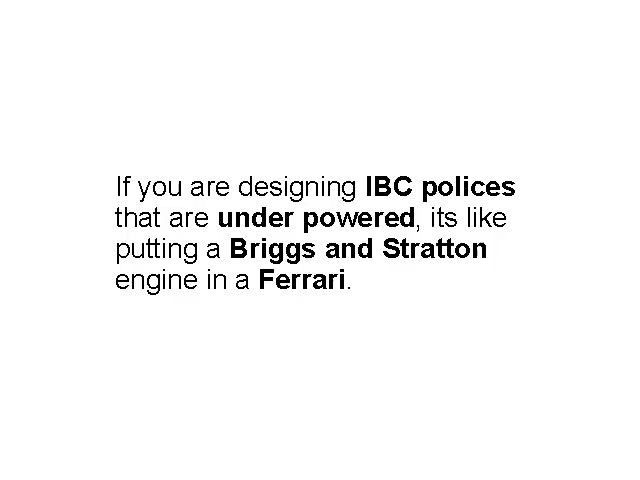 If you are designing IBC polices
that are under powered, its like
putting a Briggs and Stratton
engine in a Ferrari.